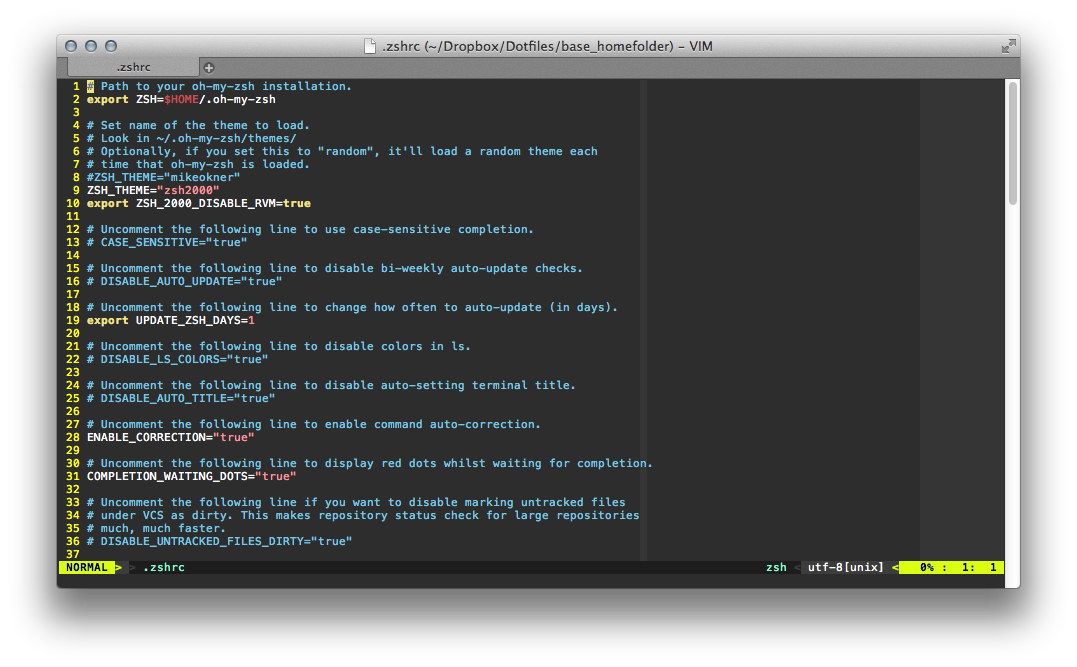 .zshrc (~/Dropbox/Dotfiles/base_homefolder) – VIM
.zshrc
1 # Path to your oh-my-zsh installation.
2 export ZSH=$HOME/.oh-my-zsh
3
4 # Set name of the theme to load.
5 # Look in ~/.oh-my-zsh/themes/
6 # Optionally, if you set this to "random", it'll load a random theme each
7 # time that oh-my-zsh is loaded.
8 #ZSH_THEME="mikeokner"
9 ZSH_THEME="zsh2000"
10 export ZSH_2000_DISABLE_RVM=true
11
12 # Uncomment the following line to use case-sensitive completion.
13 # CASE_SENSITIVE="true"
14
15 # Uncomment the following line to disable bi-weekly auto-update checks.
16 # DISABLE_AUTO_UPDATE="true"
17
18 # Uncomment the following line to change how often to auto-update (in days).
19 export UPDATE_ZSH_DAYS=1
20
21 # Uncomment the following line to disable colors in ls.
22 # DISABLE_LS_COLORS="true"
23
24 # Uncomment the following line to disable auto-setting terminal title.
25 # DISABLE_AUTO_TITLE="true"
26
27 # Uncomment the following line to enable command auto-correction.
28 ENABLE_CORRECTION="true"
29
30 # Uncomment the following line to display red dots whilst waiting for completion.
31 COMPLETION_WAITING_DOTS="true"
32
33 # Uncomment the following line if you want to disable marking untracked files
34 # under VCS as dirty. This makes repository status check for large repositories
35 # much, much faster.
36 # DISABLE_UNTRACKED_FILES_DIRTY="true"
37
NORMAL > > .zshrc zsh < utf-8[unix] < 0% : 1: 1